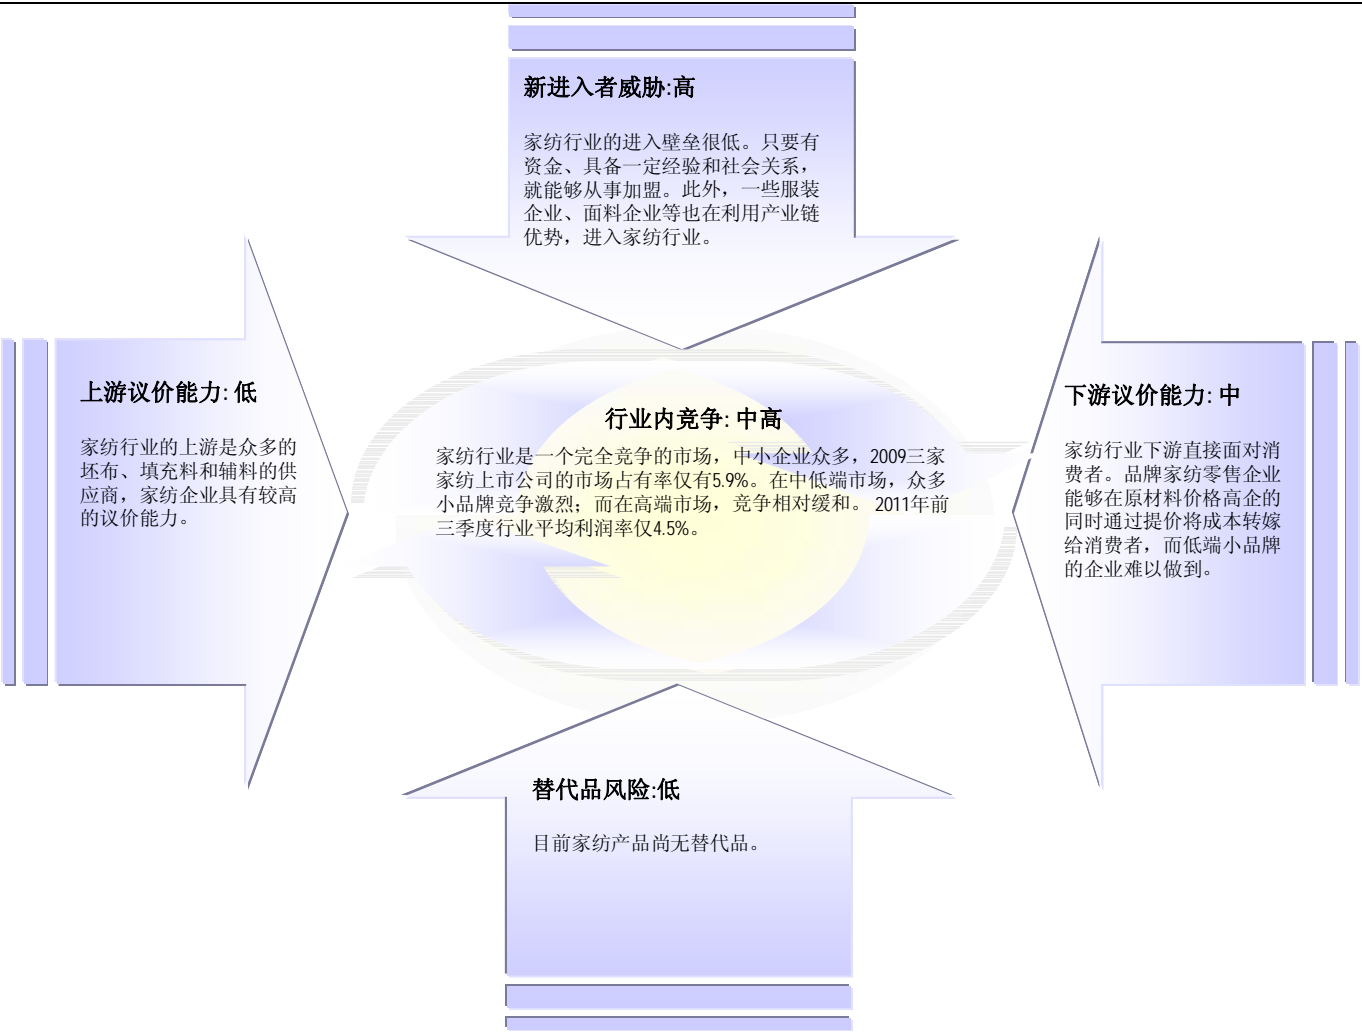 新进入者威胁:高
家纺行业的进入壁垒很低。只要有
资金、具备一定经验和社会关系，
就能够从事加盟。此外，一些服装
企业、面料企业等也在利用产业链
优势，进入家纺行业。
上游议价能力: 低
家纺行业的上游是众多的
坯布、填充料和辅料的供
应商，家纺企业具有较高
的议价能力。
行业内竞争: 中高
家纺行业是一个完全竞争的市场，中小企业众多，2009三家
家纺上市公司的市场占有率仅有5.9%。在中低端市场，众多
小品牌竞争激烈；而在高端市场，竞争相对缓和。 2011年前
三季度行业平均利润率仅4.5%。
下游议价能力: 中
家纺行业下游直接面对消
费者。品牌家纺零售企业
能够在原材料价格高企的
同时通过提价将成本转嫁
给消费者，而低端小品牌
的企业难以做到。
替代品风险:低
目前家纺产品尚无替代品。